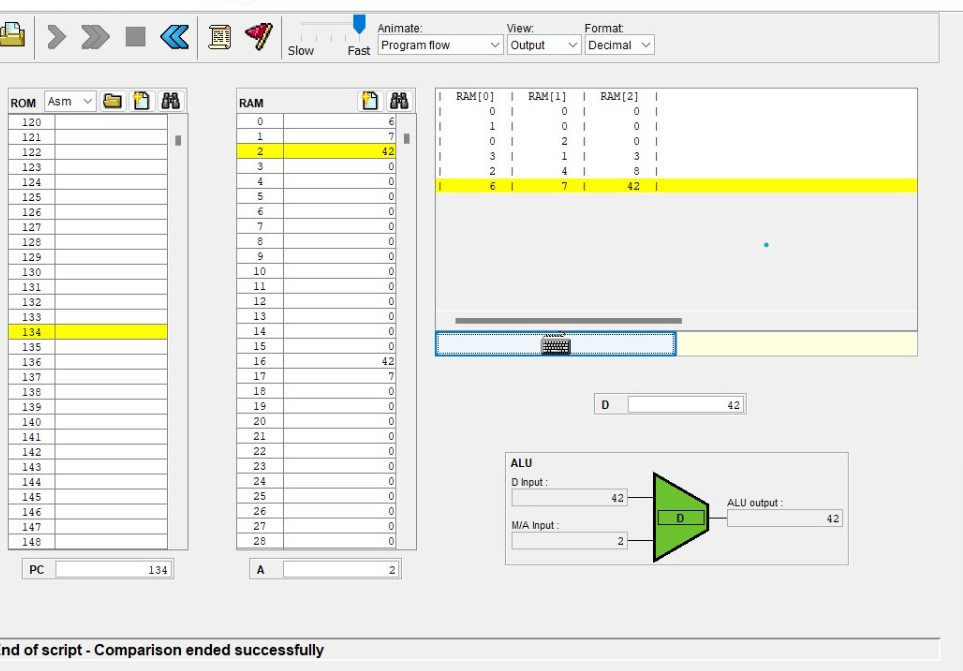 Animate:
View:
Format:
Slow
Fast
Program flow
Output
Decimal
ROM
Asm
120
121
122
123
124
125
126
127
128
129
130
131
132
133
134
135
136
137
138
139
140
141
142
143
144
145
146
147
148
PC
134
RAM
0 6
1 7
2 42
3 0
4 0
5 0
6 0
7 0
8 0
9 0
10 0
11 0
12 0
13 0
14 0
15 0
16 42
17 7
18 0
19 0
20 0
21 0
22 0
23 0
24 0
25 0
26 0
27 0
28 0
A
2
| RAM[0] | RAM[1] | RAM[2] |
| 0 | 0 | 0 |
| 1 | 0 | 0 |
| 0 | 2 | 0 |
| 3 | 1 | 3 |
| 2 | 4 | 8 |
| 6 | 7 | 42 |
D
42
ALU
D Input :
42
M/A Input :
2
D
ALU output :
42
nd of script - Comparison ended successfully